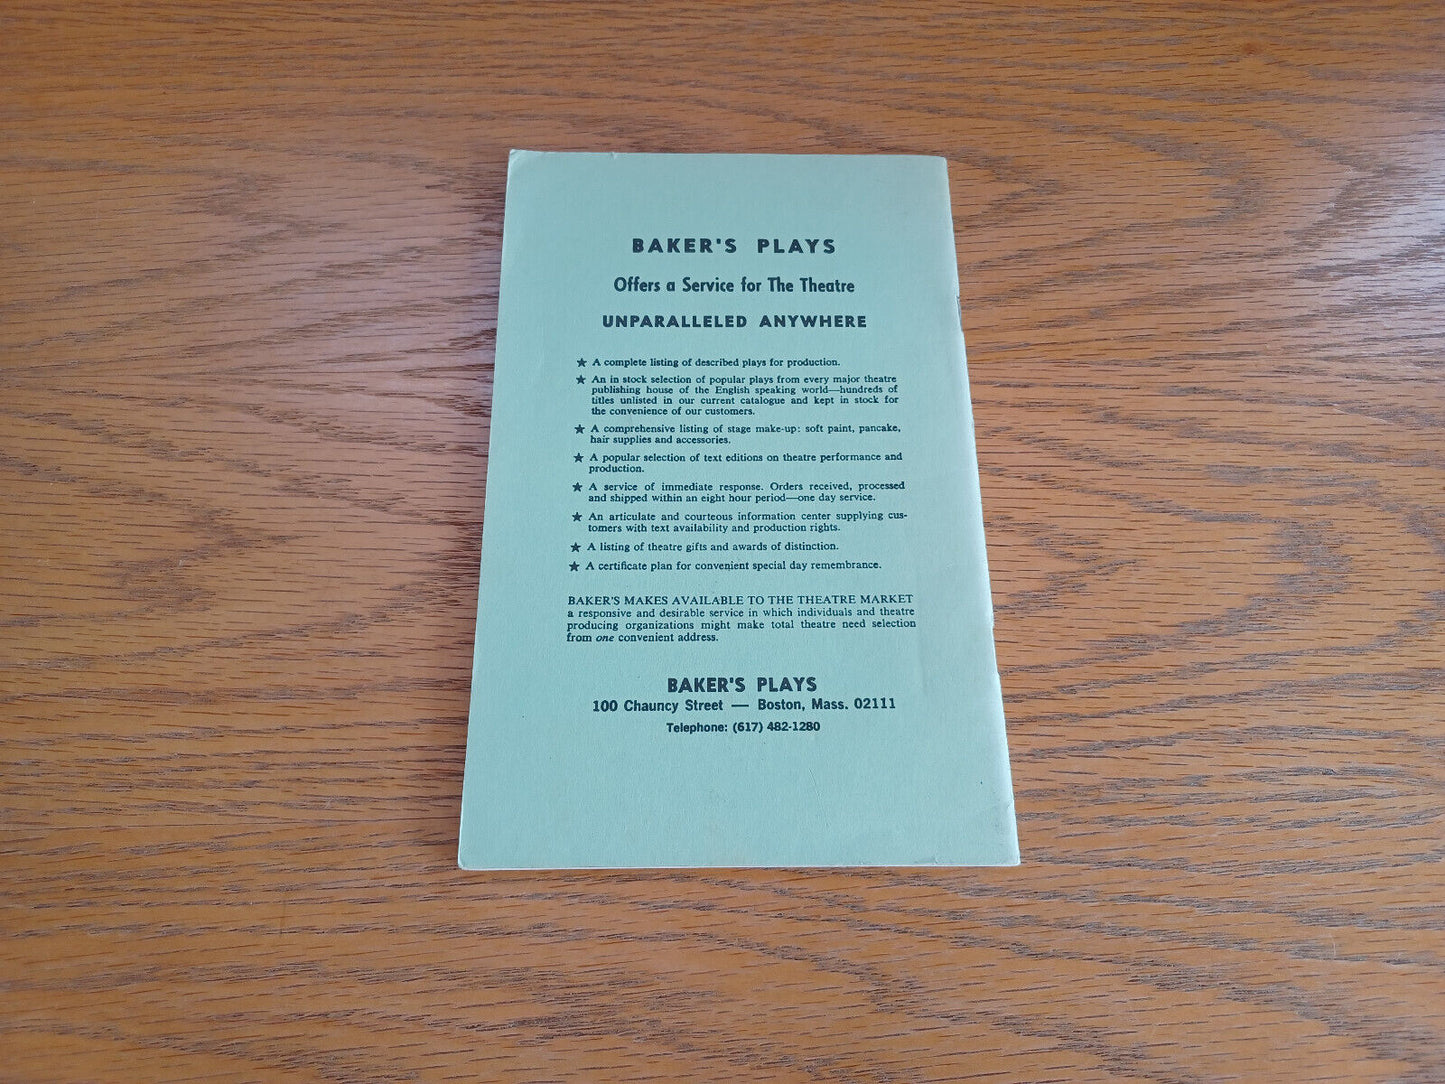 BAKER'S PLAYS
Offers a Service for The Theatre
UNPARALLELED ANYWHERE
★ A complete listing of described plays for production.
★ An in stock selection of popular plays from every major theatre
publishing house of the English speaking world—hundreds of
titles unlisted in our current catalogue and kept in stock for
the convenience of our customers.
★ A comprehensive listing of stage make-up: soft paint, pancake,
hair supplies and accessories.
★ A popular selection of text editions on theatre performance and
production.
★ A service of immediate response. Orders received, processed
and shipped within an eight hour period—one day service.
★ An articulate and courteous information center supplying cus-
tomers with text availability and production rights.
★ A listing of theatre gifts and awards of distinction.
★ A certificate plan for convenient special day remembrance.
BAKER'S MAKES AVAILABLE TO THE THEATRE MARKET
a responsive and desirable service in which individuals and theatre
producing organizations might make total theatre need selection
from one convenient address.
BAKER'S PLAYS
100 Chauncy Street — Boston, Mass. 02111
Telephone: (617) 482-1280